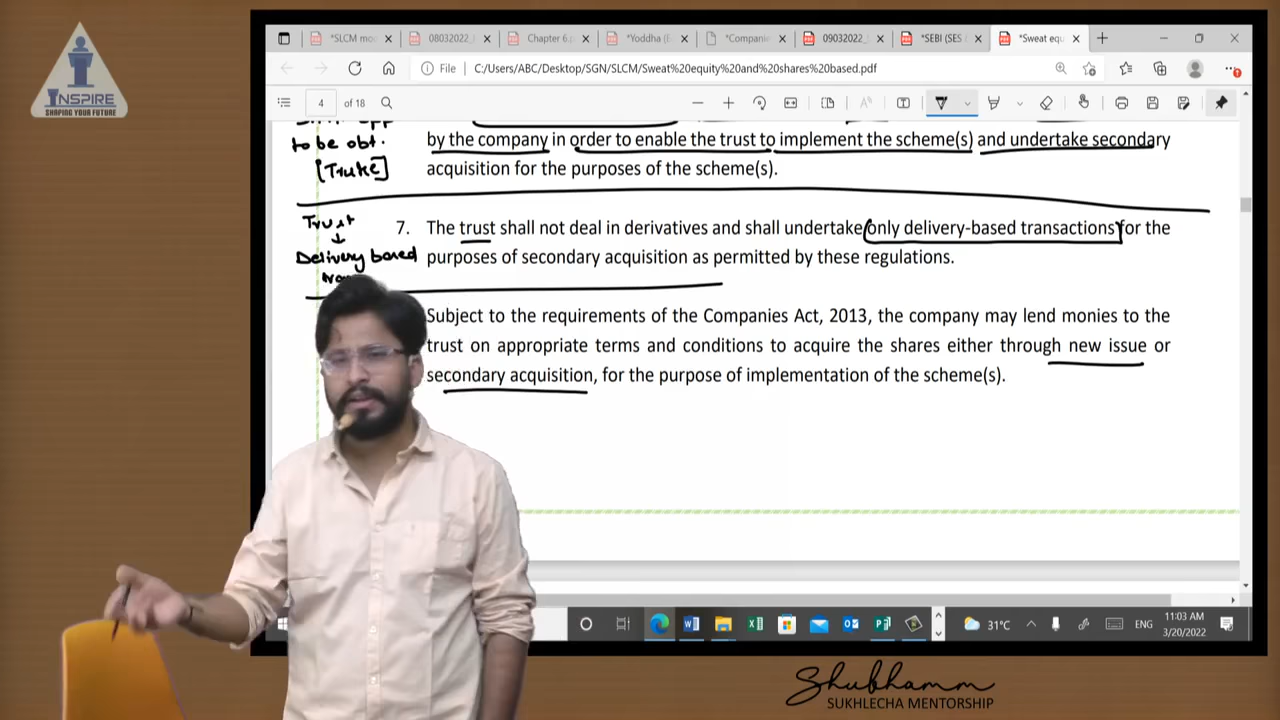 INSPIRE
SHAPING YOUR FUTURE
*SLCM mo
08032022_
Chapter 6.
*Yoddha (
*Companie
09032022_
*SEBI (SES
*Sweat equ
File
C:/Users/ABC/Desktop/SGN/SLCM/Sweat%20equity%20and%20shares%20based.pdf
4 of 18
to be obt.
by the company in order to enable the trust to implement the scheme(s) and undertake secondary
acquisition for the purposes of the scheme(s).
Trust
7. The trust shall not deal in derivatives and shall undertake only delivery-based transactions for the
Delivery based
purposes of secondary acquisition as permitted by these regulations.
Subject to the requirements of the Companies Act, 2013, the company may lend monies to the
trust on appropriate terms and conditions to acquire the shares either through new issue or
secondary acquisition, for the purpose of implementation of the scheme(s).
31°C
ENG
11:03 AM
3/20/2022
Shubhamm
SUKHLECHA MENTORSHIP